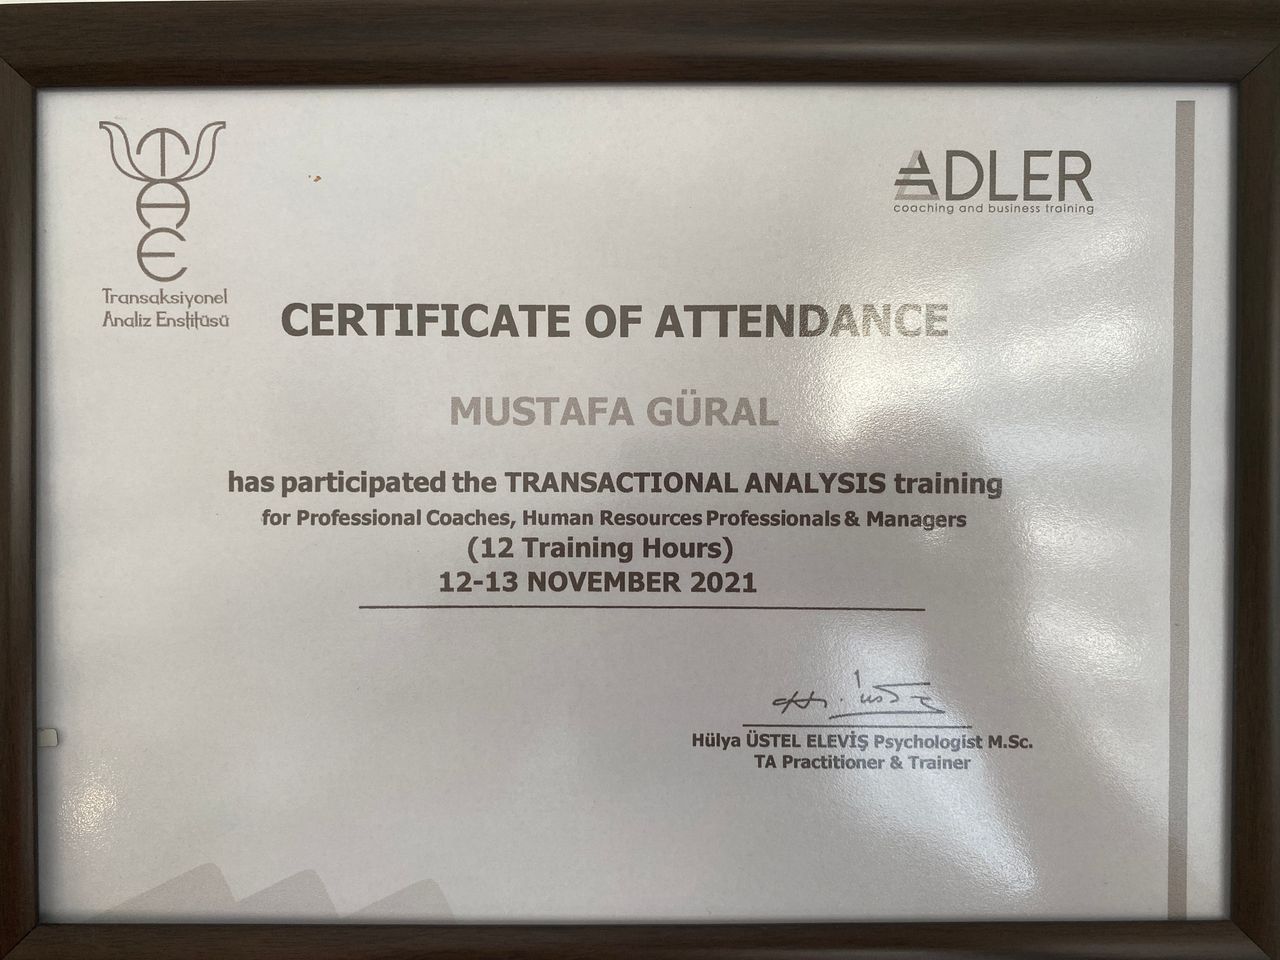 TAE
Transaksiyonel
Analiz Enstitüsü
ADLER
coaching and business training
CERTIFICATE OF ATTENDANCE
MUSTAFA GÜRAL
has participated the TRANSACTIONAL ANALYSIS training
for Professional Coaches, Human Resources Professionals & Managers
(12 Training Hours)
12-13 NOVEMBER 2021
Hülya ÜSTEL ELEVİŞ Psychologist M.Sc.
TA Practitioner & Trainer